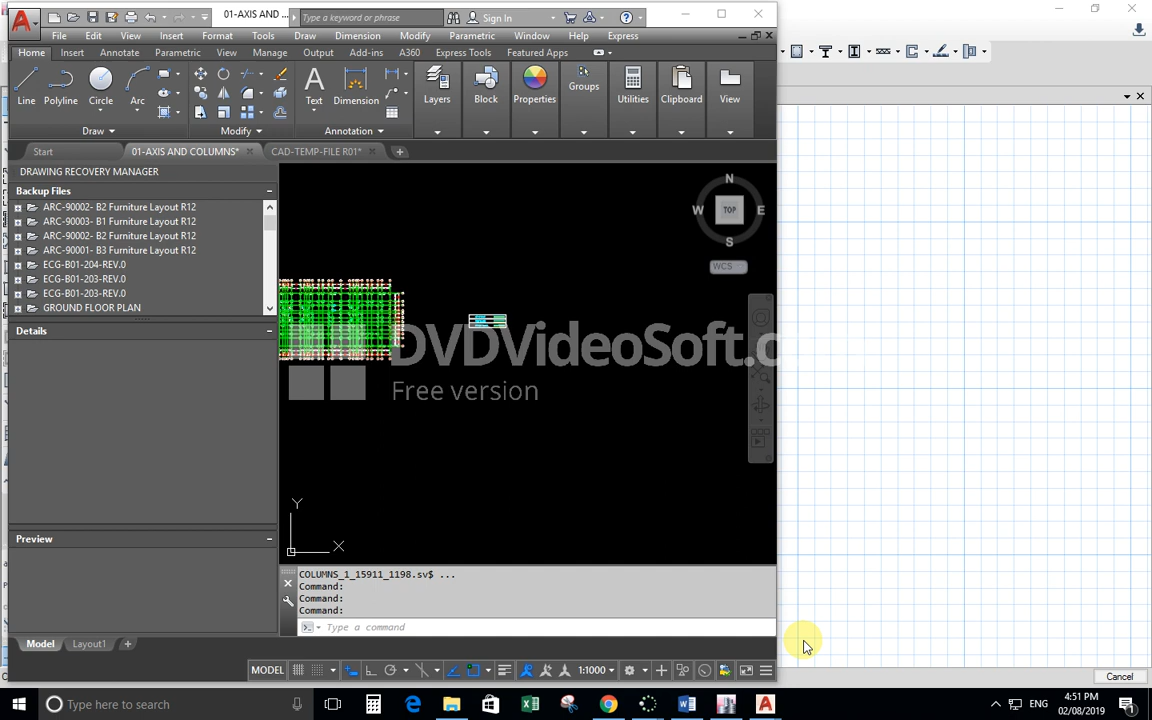 01-AXIS AND ...
Type a keyword or phrase
Sign In
File Edit View Insert Format Tools Draw Dimension Modify Parametric Window Help Express
Home Insert Annotate Parametric View Manage Output Add-ins A360 Express Tools Featured Apps
Line Polyline Circle Arc Text Dimension Layers Block Properties Groups Utilities Clipboard View
Draw Modify Annotation
Start 01-AXIS AND COLUMNS* CAD-TEMP-FILE R01*
DRAWING RECOVERY MANAGER
Backup Files
ARC-90002- B2 Furniture Layout R12
ARC-90003- B1 Furniture Layout R12
ARC-90002- B2 Furniture Layout R12
ARC-90001- B3 Furniture Layout R12
ECG-B01-204-REV.0
ECG-B01-203-REV.0
ECG-B01-203-REV.0
GROUND FLOOR PLAN
Details
Preview
N
W TOP E
S
WCS
DVDVideoSoft.c
Free version
Y
X
COLUMNS_1_15911_1198.sv$ ...
Command:
Command:
Command:
Type a command
Model Layout1
MODEL 1:1000
Cancel
Type here to search
ENG
4:51 PM
02/08/2019